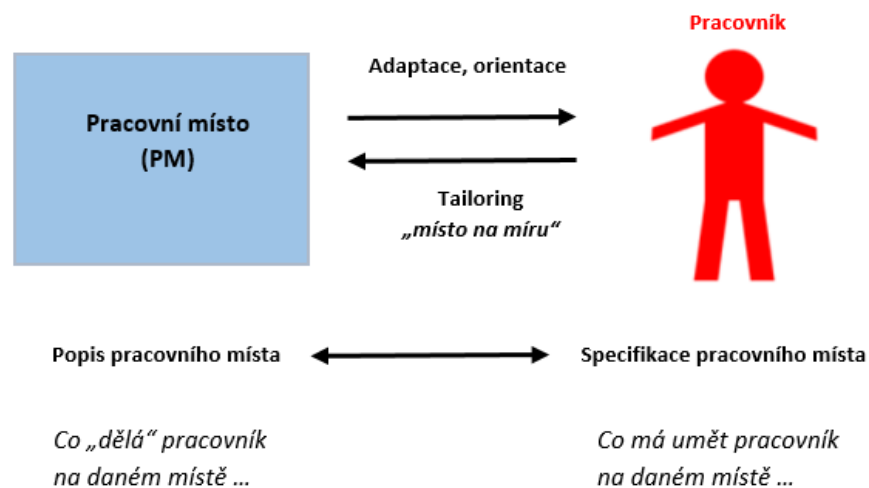 Pracovník
Adaptace, orientace
Pracovní místo
(PM)
Tailoring
„místo na míru“
Popis pracovního místa
Specifikace pracovního místa
Co „dělá“ pracovník
na daném místě ...
Co má umět pracovník
na daném místě ...